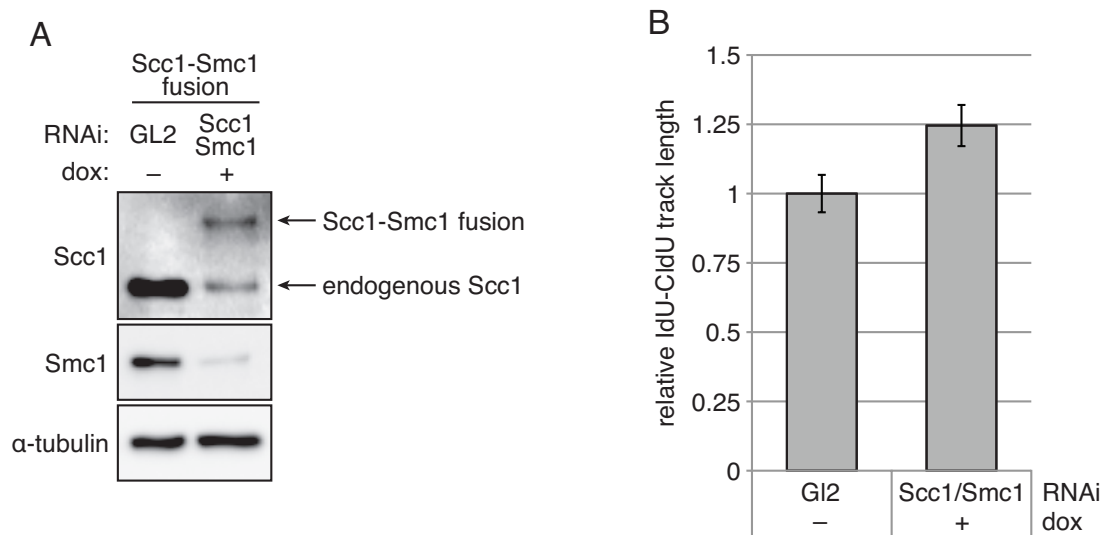 A
Scc1-Smc1
fusion
RNAi: GL2 Scc1
Smc1
dox: – +
Scc1
Scc1-Smc1 fusion
endogenous Scc1
Smc1
α-tubulin
B
relative IdU-CldU track length
1.5
1.25
1
0.75
0.5
0.25
0
Gl2 Scc1/Smc1 RNAi
– + dox